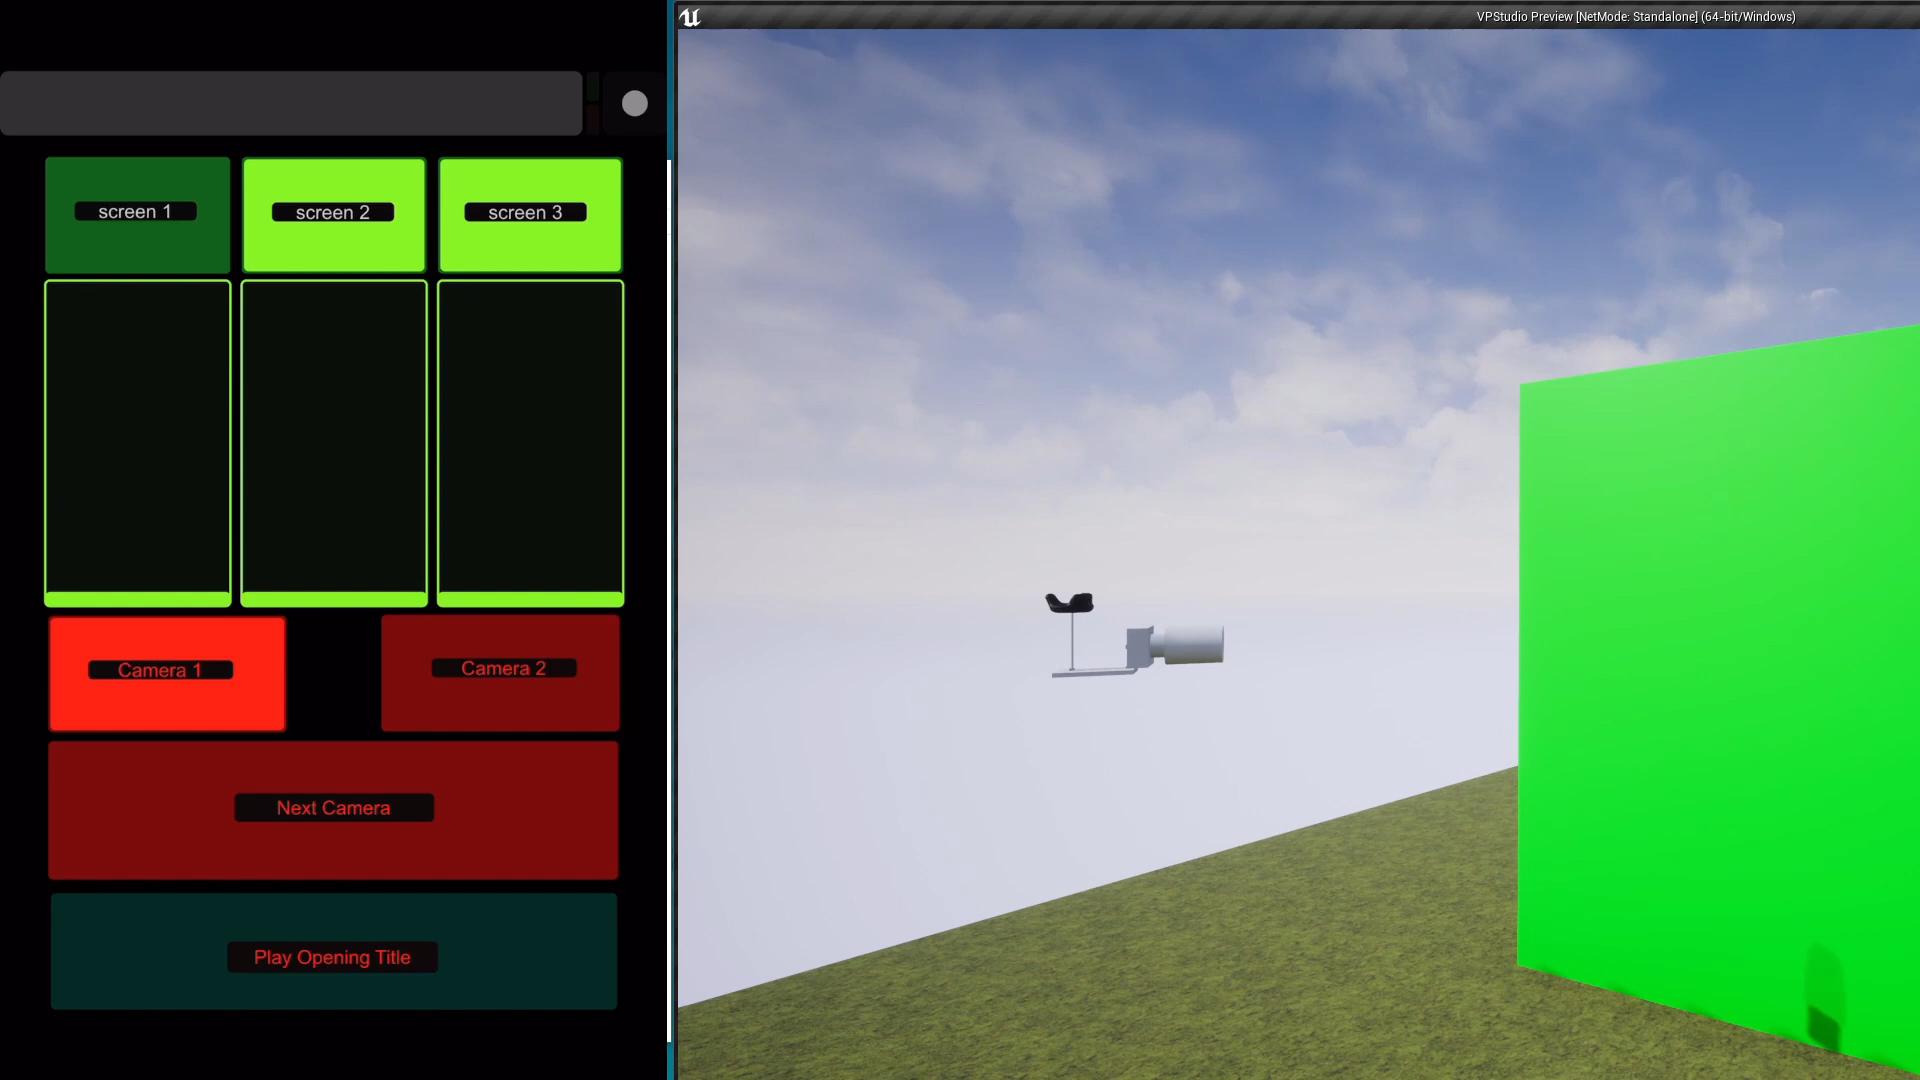 VPStudio Preview [NetMode: Standalone] (64-bit/Windows)
screen 1
screen 2
screen 3
Camera 1
Camera 2
Next Camera
Play Opening Title